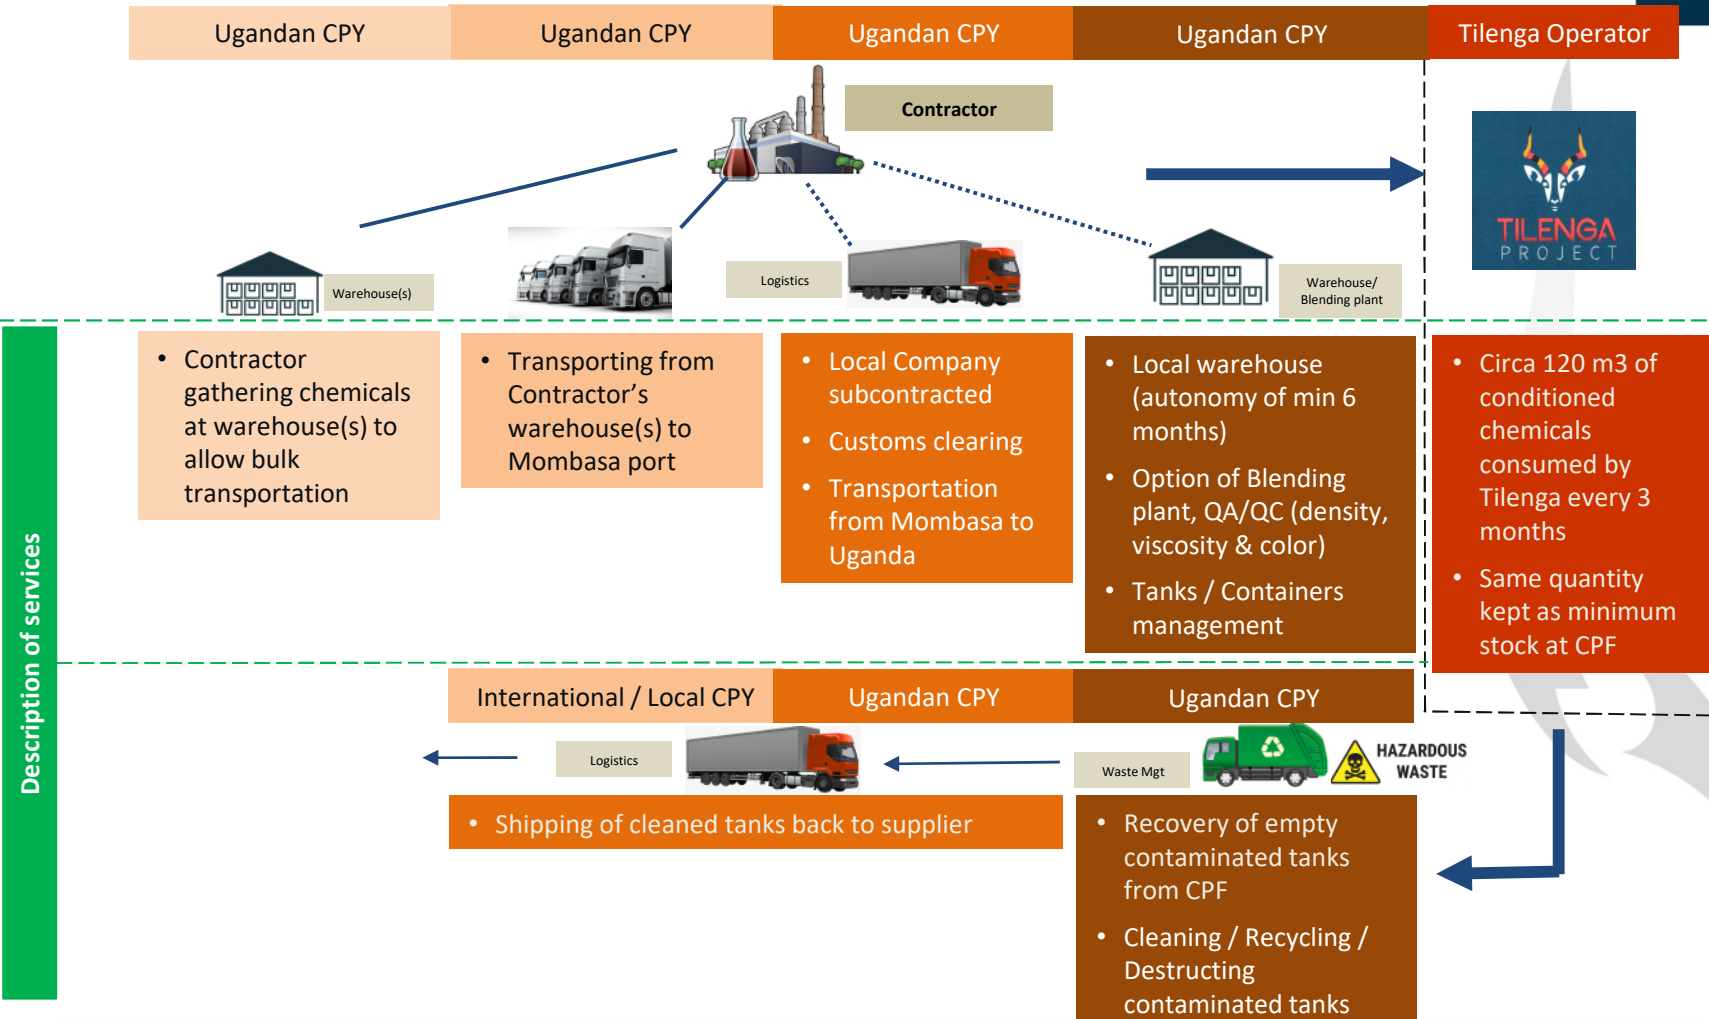 Ugandan CPY
Ugandan CPY
Ugandan CPY
Ugandan CPY
Tilenga Operator
Contractor
TILENGA
PROJECT
Warehouse(s)
Logistics
Warehouse/
Blending plant
Description of services
• Contractor
gathering chemicals
at warehouse(s) to
allow bulk
transportation
• Transporting from
Contractor’s
warehouse(s) to
Mombasa port
• Local Company
subcontracted
• Customs clearing
• Transportation
from Mombasa to
Uganda
• Local warehouse
(autonomy of min 6
months)
• Option of Blending
plant, QA/QC (density,
viscosity & color)
• Tanks / Containers
management
• Circa 120 m3 of
conditioned
chemicals
consumed by
Tilenga every 3
months
• Same quantity
kept as minimum
stock at CPF
International / Local CPY
Ugandan CPY
Ugandan CPY
Logistics
Waste Mgt
HAZARDOUS
WASTE
• Shipping of cleaned tanks back to supplier
• Recovery of empty
contaminated tanks
from CPF
• Cleaning / Recycling /
Destructing
contaminated tanks